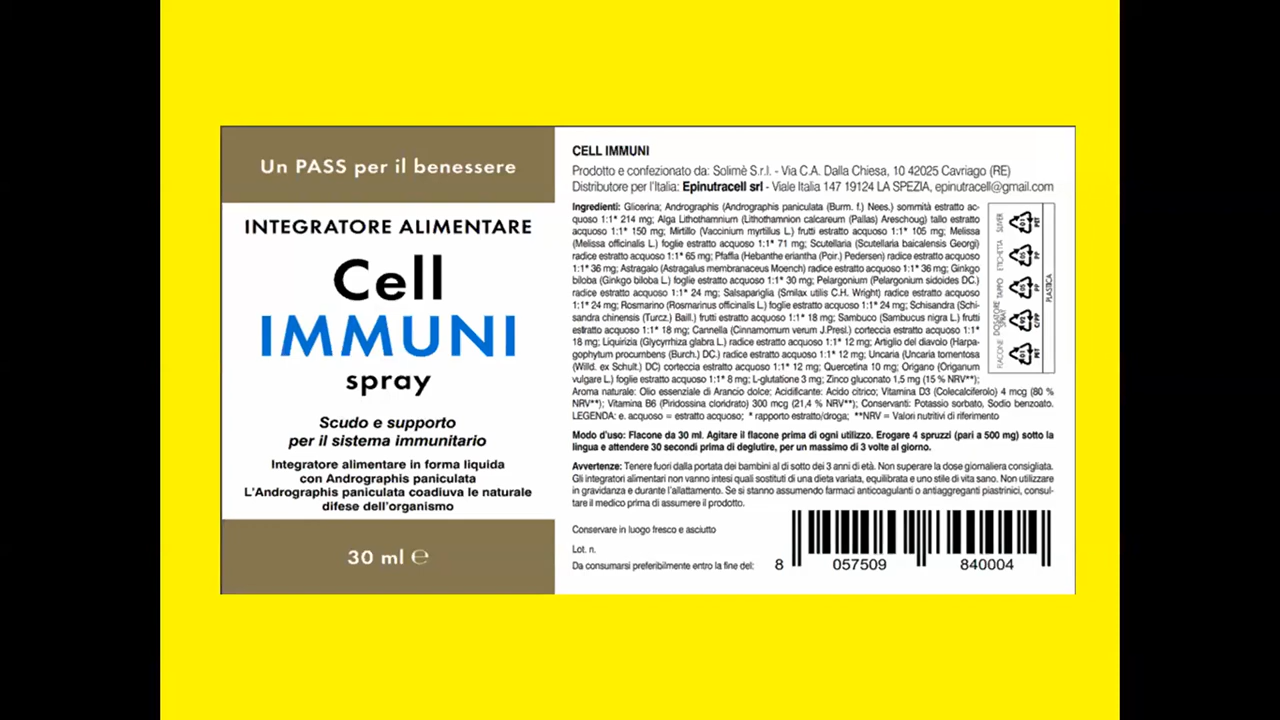 Un PASS per il benessere
INTEGRATORE ALIMENTARE
Cell
IMMUNI
spray
Scudo e supporto
per il sistema immunitario
Integratore alimentare in forma liquida
con Andrographis paniculata
L'Andrographis paniculata coadiuva le naturale
difese dell'organismo
30 ml ℮
CELL IMMUNI
Prodotto e confezionato da: Solimè S.r.l. - Via C.A. Dalla Chiesa, 10 42025 Cavriago (RE)
Distributore per l'Italia: Epinutracell srl - Viale Italia 147 19124 LA SPEZIA, epinutracell@gmail.com
Ingredienti: Glicerina; Andrographis (Andrographis paniculata (Burm. f.) Nees.) sommità estratto ac-
quoso 1:1* 214 mg; Alga Lithothamnium (Lithothamnion calcareum (Pallas) Areschoug) tallo estratto
acquoso 1:1* 150 mg; Mirtillo (Vaccinium myrtillus L.) frutti estratto acquoso 1:1* 105 mg; Melissa
(Melissa officinalis L.) foglie estratto acquoso 1:1* 71 mg; Scutellaria (Scutellaria baicalensis Georgi)
radice estratto acquoso 1:1* 65 mg; Pfaffia (Hebanthe eriantha (Poir.) Pedersen) radice estratto acquoso
1:1* 36 mg; Astragalo (Astragalus membranaceus Moench) radice estratto acquoso 1:1* 36 mg; Ginkgo
biloba (Ginkgo biloba L.) foglie estratto acquoso 1:1* 30 mg; Pelargonium (Pelargonium sidoides DC.)
radice estratto acquoso 1:1* 24 mg; Salsapariglia (Smilax utilis C.H. Wright) radice estratto acquoso
1:1* 24 mg; Rosmarino (Rosmarinus officinalis L.) foglie estratto acquoso 1:1* 24 mg; Schisandra (Schi-
sandra chinensis (Turcz.) Baill.) frutti estratto acquoso 1:1* 18 mg; Sambuco (Sambucus nigra L.) frutti
estratto acquoso 1:1* 18 mg; Cannella (Cinnamomum verum J.Presl.) corteccia estratto acquoso 1:1*
18 mg; Liquirizia (Glycyrrhiza glabra L.) radice estratto acquoso 1:1* 12 mg; Artiglio del diavolo (Harpa-
gophytum procumbens (Burch.) DC.) radice estratto acquoso 1:1* 12 mg; Uncaria (Uncaria tomentosa
(Wild. ex Schult.) DC) corteccia estratto acquoso 1:1* 12 mg; Quercetina 10 mg; Origano (Origanum
vulgare L.) foglie estratto acquoso 1:1* 8 mg; L-glutatione 3 mg; Zinco gluconato 1,5 mg (15 % NRV**);
Aroma naturale: Olio essenziale di Arancio dolce; Acidificante: Acido citrico; Vitamina D3 (Colecalciferolo) 4 mcg (80 %
NRV**); Vitamina B6 (Piridossina cloridrato) 300 mcg (21,4 % NRV**); Conservanti: Potassio sorbato, Sodio benzoato.
LEGENDA: e. acquoso = estratto acquoso; * rapporto estratto/droga; **NRV = Valori nutritivi di riferimento
Modo d'uso: Flacone da 30 ml. Agitare il flacone prima di ogni utilizzo. Erogare 4 spruzzi (pari a 500 mg) sotto la
lingua e attendere 30 secondi prima di deglutire, per un massimo di 3 volte al giorno.
Avvertenze: Tenere fuori dalla portata dei bambini al di sotto dei 3 anni di età. Non superare la dose giornaliera consigliata.
Gli integratori alimentari non vanno intesi quali sostituti di una dieta variata, equilibrata e uno stile di vita sano. Non utilizzare
in gravidanza e durante l'allattamento. Se si stanno assumendo farmaci anticoagulanti o antiaggreganti piastrinici, consul-
tare il medico prima di assumere il prodotto.
Conservare in luogo fresco e asciutto
Lot. n.
Da consumarsi preferibilmente entro la fine del:
8 057509 840004
SLIVER
PET
ETICHETTA
PP
TAPPO
PP
DOSATORE
SPRAY
C/PP
FLACONE
PET
PLASTICA